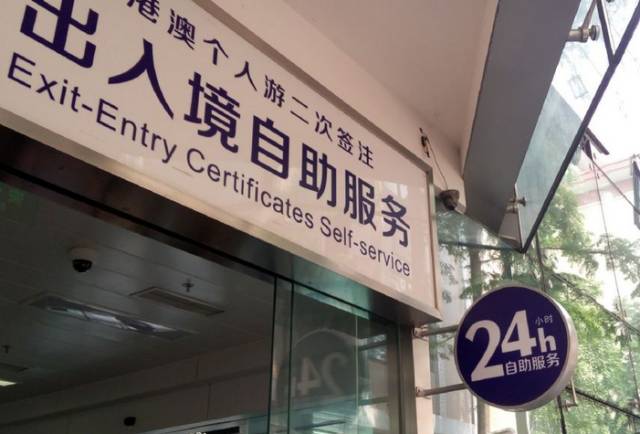 港澳个人游二次签注
出入境自助服务
Exit-Entry Certificates Self-service
24h
小时
自助服务